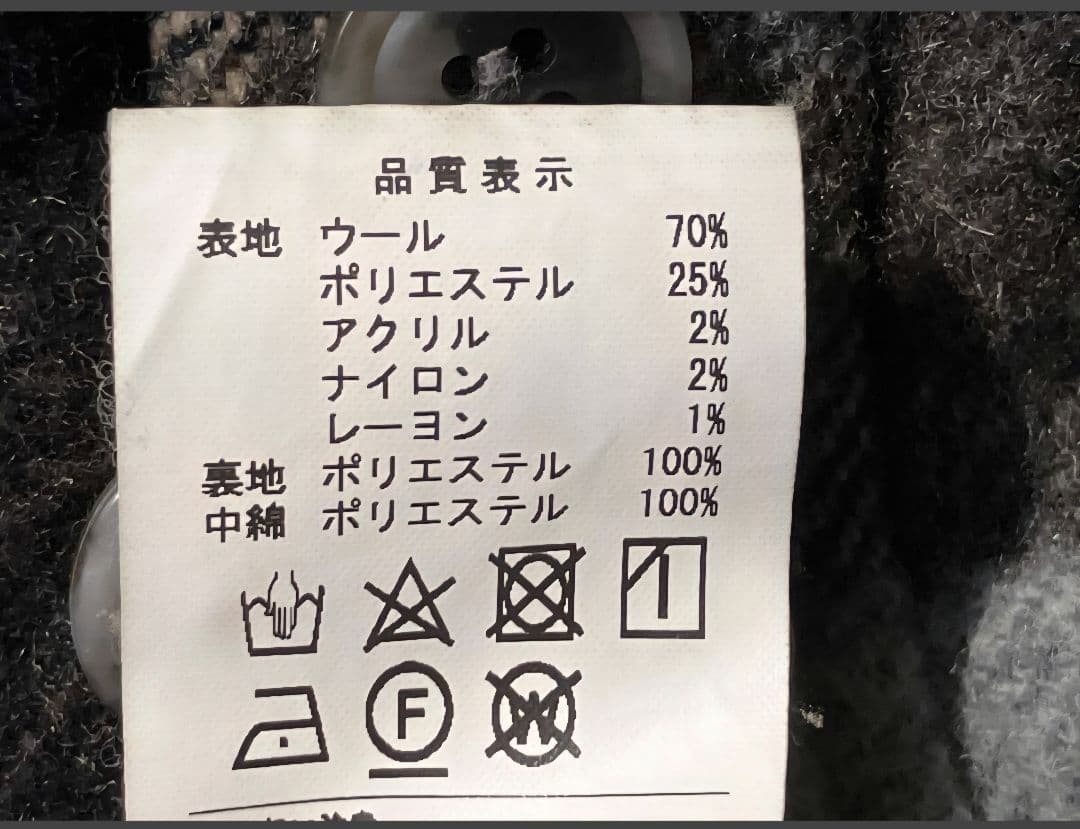 品質表示
表地 ウール 70%
ポリエステル 25%
アクリル 2%
ナイロン 2%
レーヨン 1%
裏地 ポリエステル 100%
中綿 ポリエステル 100%
F W